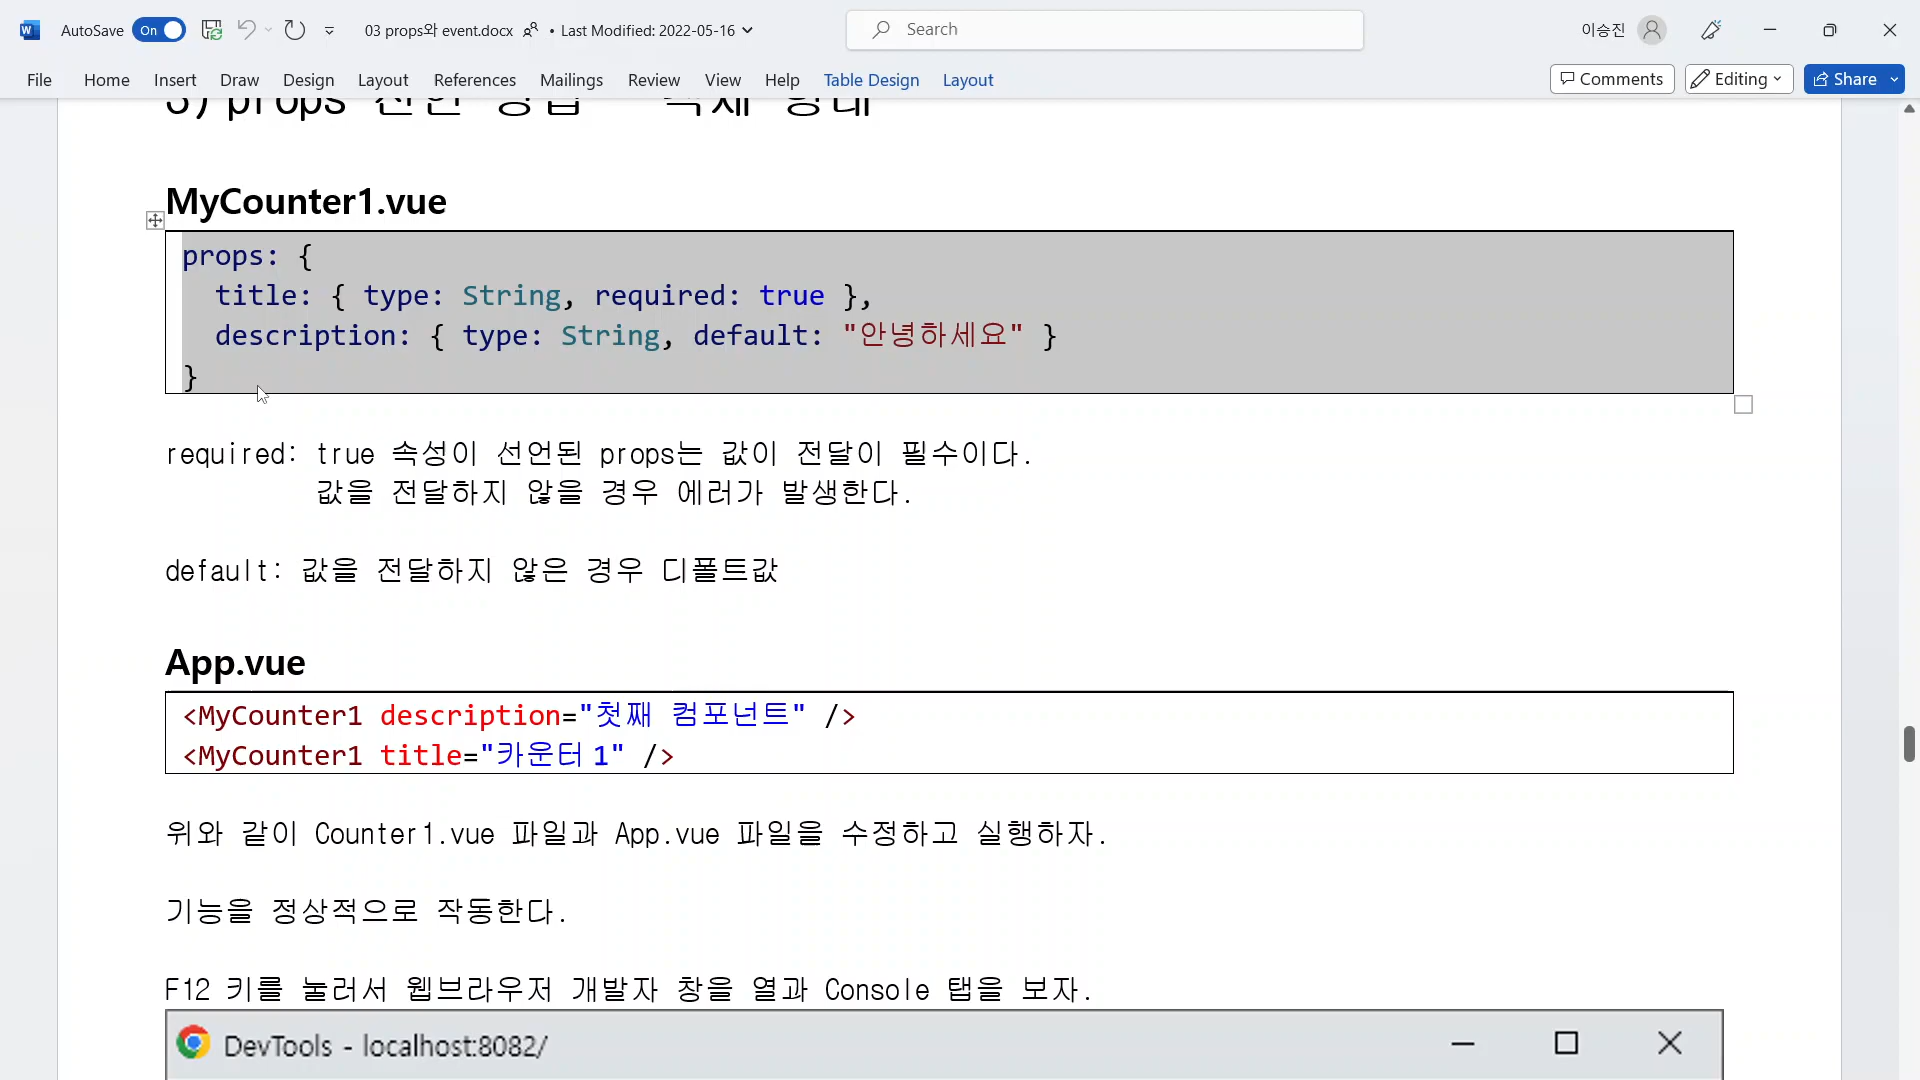 AutoSave On 03 props와 event.docx • Last Modified: 2022-05-16 Search 이승진
File Home Insert Draw Design Layout References Mailings Review View Help Table Design Layout Comments Editing Share
props
MyCounter1.vue
props: {
title: { type: String, required: true },
description: { type: String, default: "안녕하세요" }
}
required: true 속성이 선언된 props는 값이 전달이 필수이다.
값을 전달하지 않을 경우 에러가 발생한다.
default: 값을 전달하지 않은 경우 디폴트값
App.vue
<MyCounter1 description="첫째 컴포넌트" />
<MyCounter1 title="카운터1" />
위와 같이 Counter1.vue 파일과 App.vue 파일을 수정하고 실행하자.
기능을 정상적으로 작동한다.
F12 키를 눌러서 웹브라우저 개발자 창을 열과 Console 탭을 보자.
DevTools - localhost:8082/